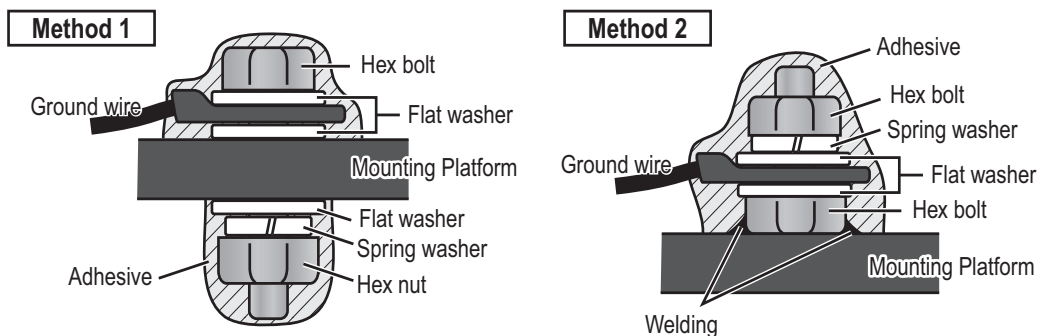 Method 1
Hex bolt
Ground wire
Flat washer
Mounting Platform
Flat washer
Spring washer
Adhesive
Hex nut
Method 2
Adhesive
Hex bolt
Spring washer
Ground wire
Flat washer
Hex bolt
Mounting Platform
Welding